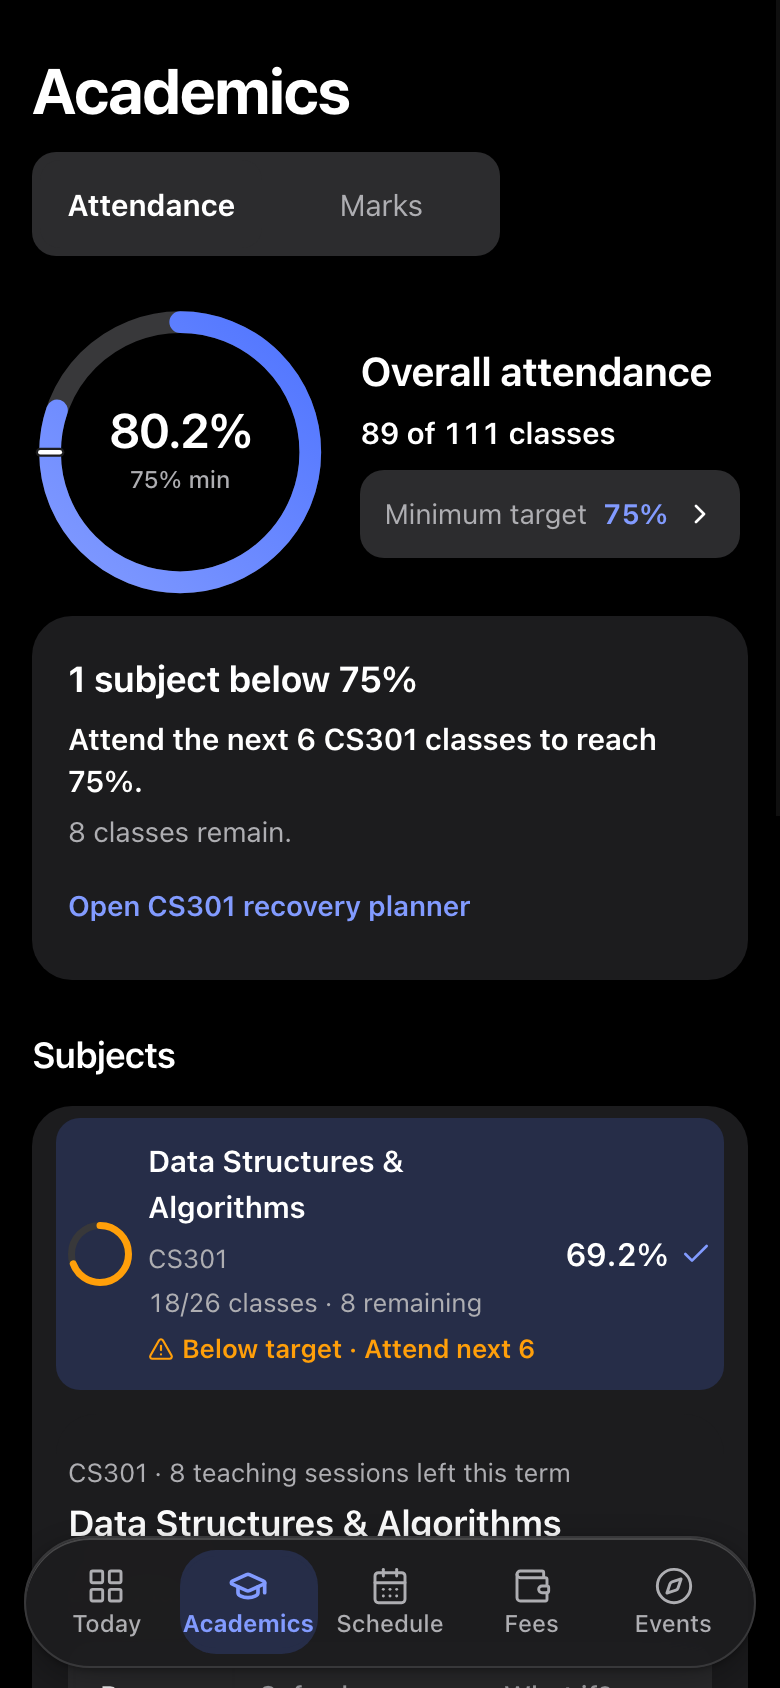 Academics
Attendance
Marks
80.2%
75% min
Overall attendance
89 of 111 classes
Minimum target 75%
1 subject below 75%
Attend the next 6 CS301 classes to reach
75%.
8 classes remain.
Open CS301 recovery planner
Subjects
Data Structures &
Algorithms
CS301
69.2%
18/26 classes · 8 remaining
Below target · Attend next 6
CS301 · 8 teaching sessions left this term
Data Structures & Algorithms
Today
Academics
Schedule
Fees
Events
What if?